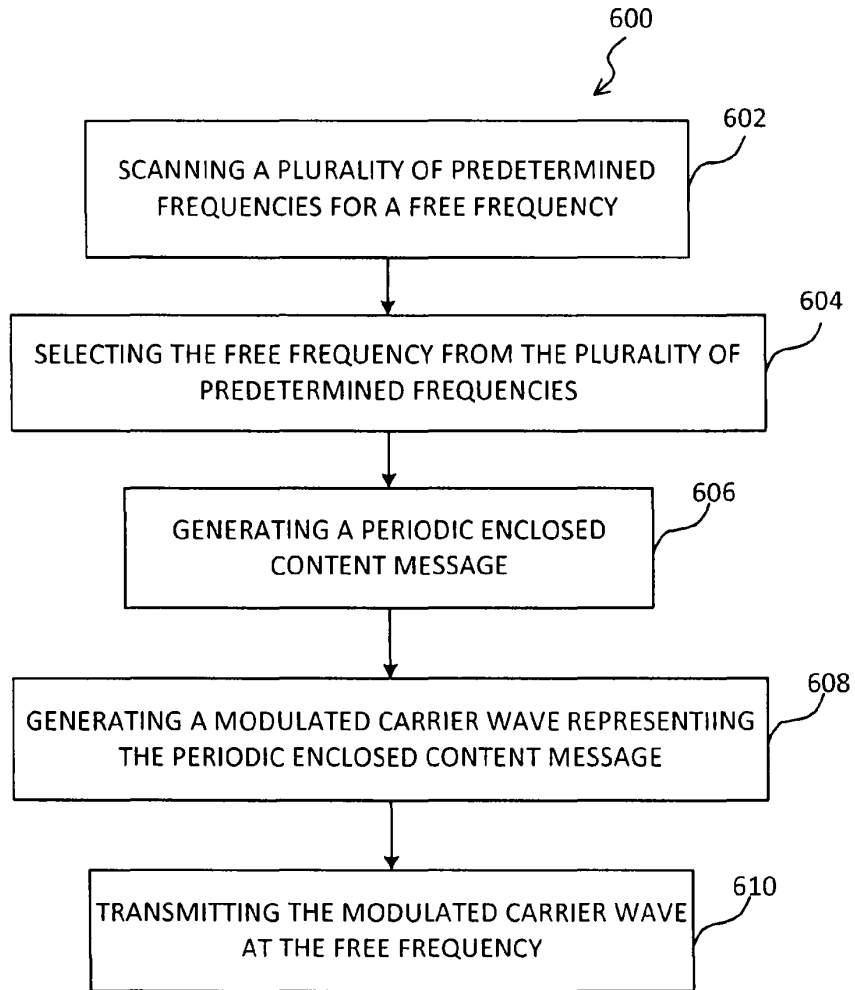 600
602
SCANNING A PLURALITY OF PREDETERMINED
FREQUENCIES FOR A FREE FREQUENCY
604
SELECTING THE FREE FREQUENCY FROM THE PLURALITY OF
PREDETERMINED FREQUENCIES
606
GENERATING A PERIODIC ENCLOSED
CONTENT MESSAGE
608
GENERATING A MODULATED CARRIER WAVE REPRESENTIING
THE PERIODIC ENCLOSED CONTENT MESSAGE
610
TRANSMITTING THE MODULATED CARRIER WAVE
AT THE FREE FREQUENCY